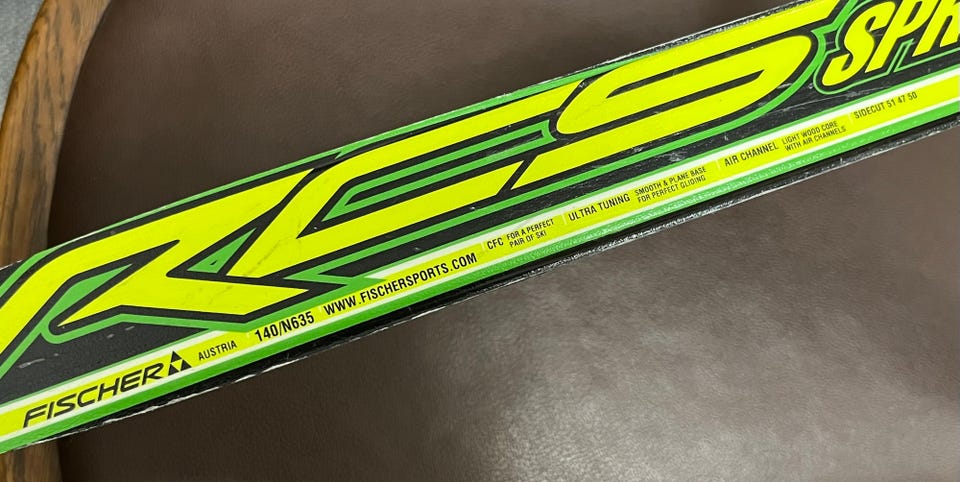 RCS SPR
FISCHER AUSTRIA 140/N635 WWW.FISCHERSPORTS.COM
CFC FOR A PERFECT
PAIR OF SKI
ULTRA TUNING SMOOTH & PLANE BASE
FOR PERFECT GLIDING
AIR CHANNEL LIGHT WOOD CORE
WITH AIR CHANNELS
SIDECUT 51 47 50